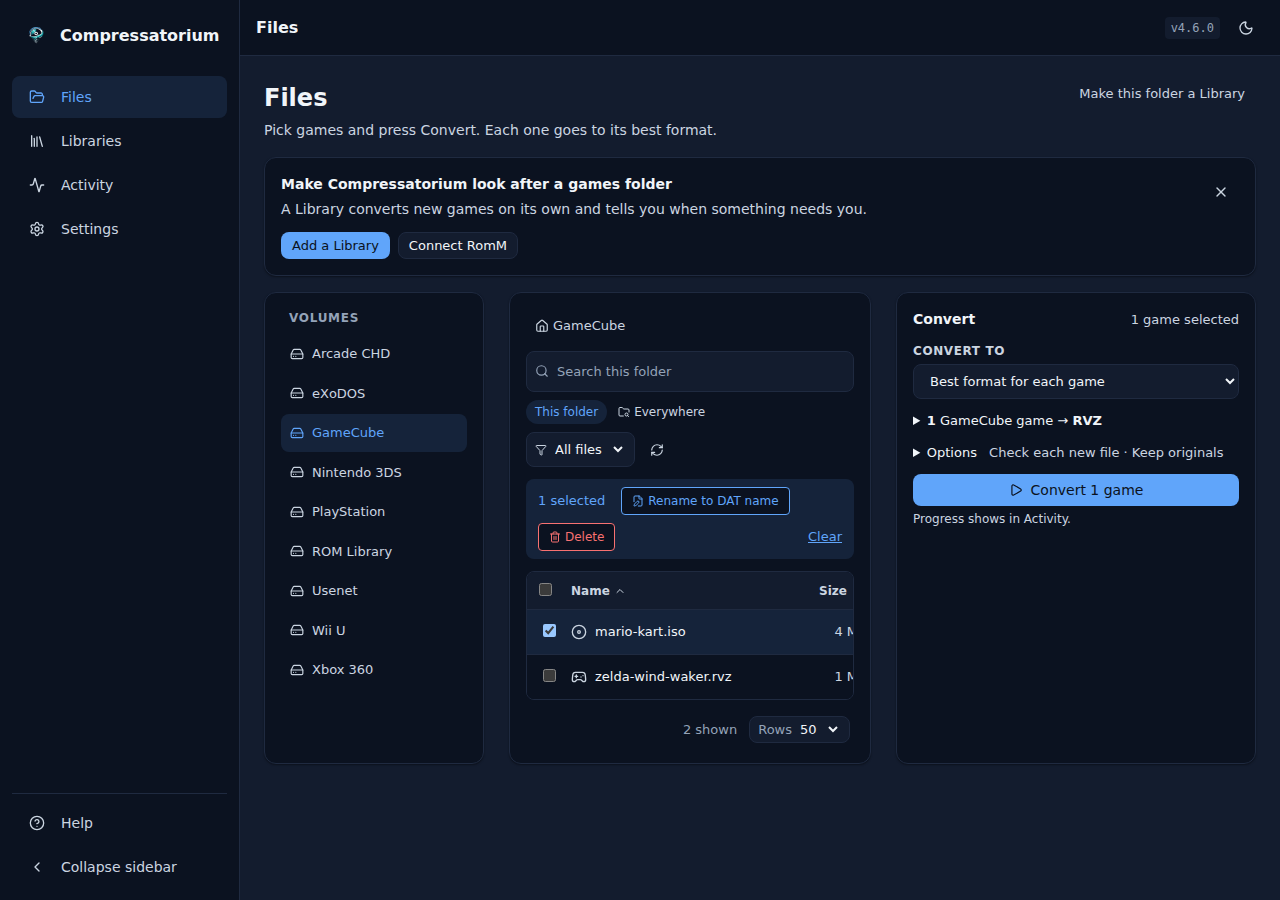 Compressatorium
Files
Libraries
Activity
Settings
Help
Collapse sidebar
Files
v4.6.0
Files
Make this folder a Library
Pick games and press Convert. Each one goes to its best format.
Make Compressatorium look after a games folder
A Library converts new games on its own and tells you when something needs you.
Add a Library
Connect RomM
VOLUMES
Arcade CHD
eXoDOS
GameCube
Nintendo 3DS
PlayStation
ROM Library
Usenet
Wii U
Xbox 360
GameCube
Search this folder
This folder
Everywhere
All files
1 selected
Rename to DAT name
Delete
Clear
Name
Size
mario-kart.iso
4 M
zelda-wind-waker.rvz
1 M
2 shown
Rows 50
Convert
1 game selected
CONVERT TO
Best format for each game
1 GameCube game → RVZ
Options Check each new file · Keep originals
Convert 1 game
Progress shows in Activity.